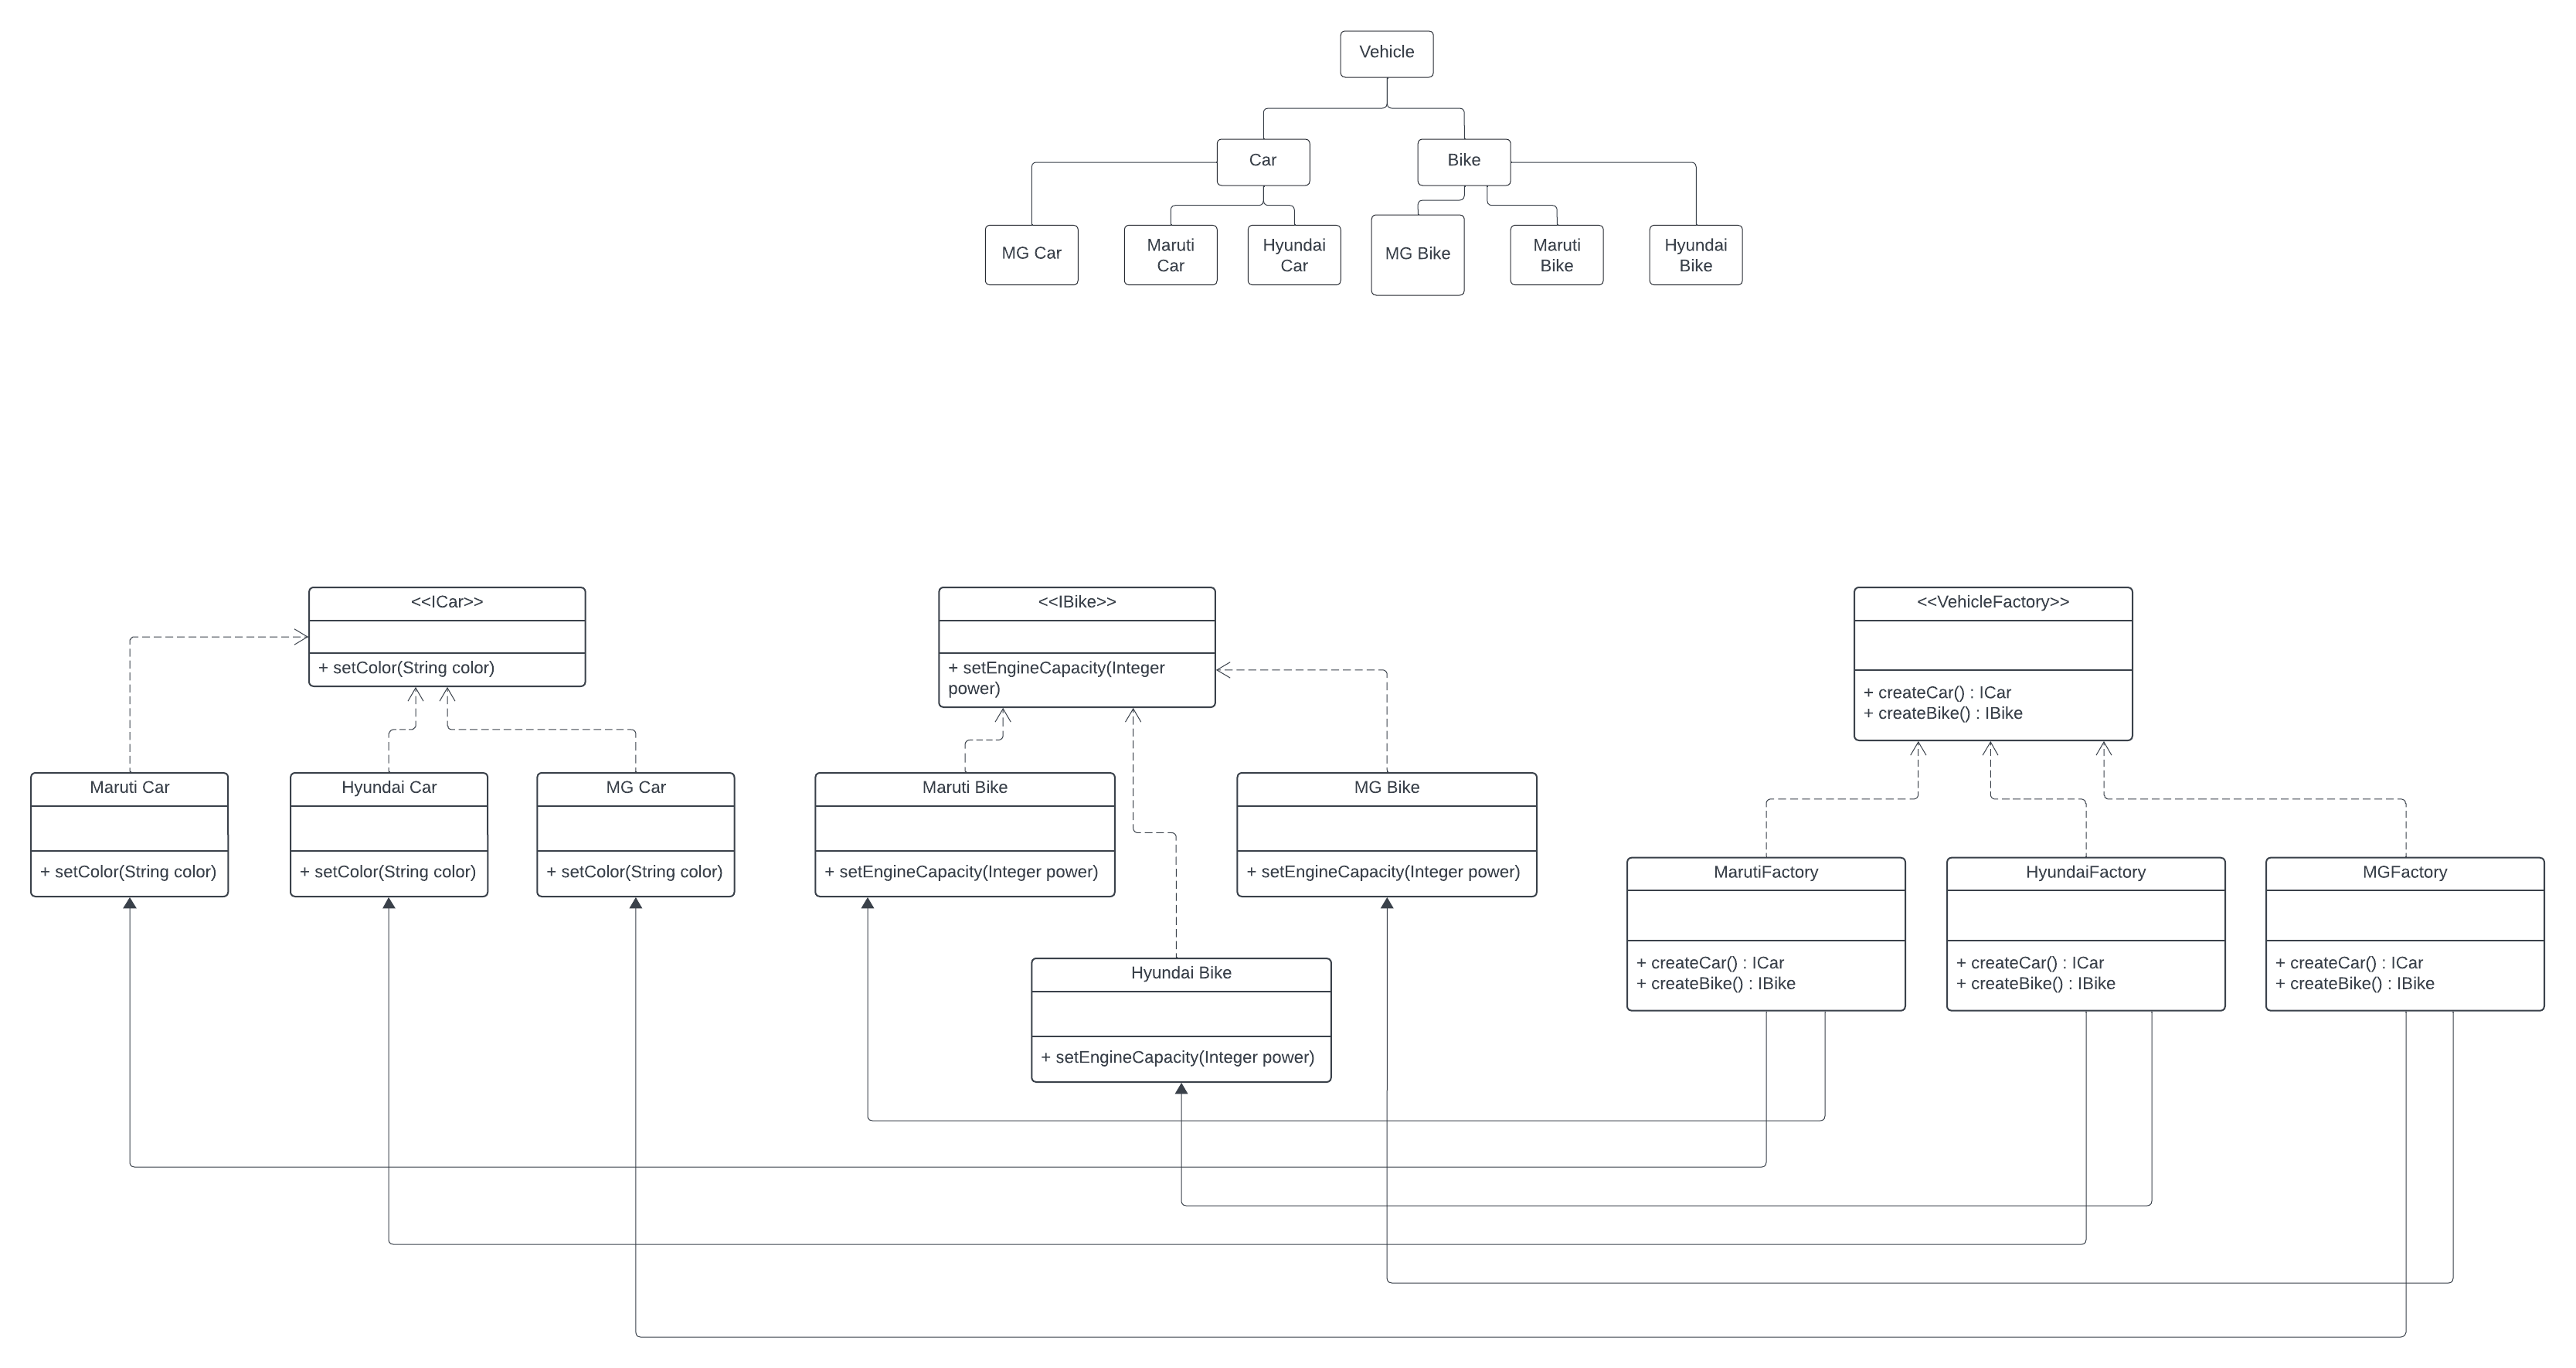 Vehicle
Car
Bike
MG Car
Maruti
Car
Hyundai
Car
MG Bike
Maruti
Bike
Hyundai
Bike
<<ICar>>
+ setColor(String color)
<<IBike>>
+ setEngineCapacity(Integer
power)
<<VehicleFactory>>
+ createCar() : ICar
+ createBike() : IBike
Maruti Car
+ setColor(String color)
Hyundai Car
+ setColor(String color)
MG Car
+ setColor(String color)
Maruti Bike
+ setEngineCapacity(Integer power)
MG Bike
+ setEngineCapacity(Integer power)
MarutiFactory
+ createCar() : ICar
+ createBike() : IBike
HyundaiFactory
+ createCar() : ICar
+ createBike() : IBike
MGFactory
+ createCar() : ICar
+ createBike() : IBike
Hyundai Bike
+ setEngineCapacity(Integer power)